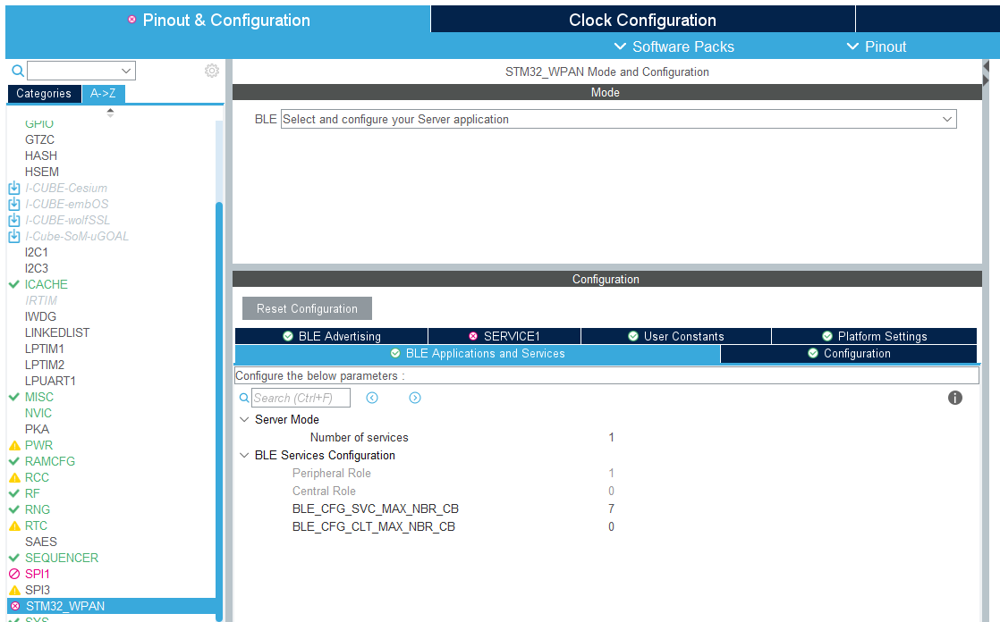 Pinout & Configuration
Clock Configuration
Software Packs
Pinout
Categories
A->Z
GPIO
GTZC
HASH
HSEM
I-CUBE-Cesium
I-CUBE-embOS
I-CUBE-wolfSSL
I-Cube-SoM-uGOAL
I2C1
I2C3
ICACHE
IRTIM
IWDG
LINKEDLIST
LPTIM1
LPTIM2
LPUART1
MISC
NVIC
PKA
PWR
RAMCFG
RCC
RF
RNG
RTC
SAES
SEQUENCER
SPI1
SPI3
STM32_WPAN
SYS
STM32_WPAN Mode and Configuration
Mode
BLE Select and configure your Server application
Configuration
Reset Configuration
BLE Advertising
SERVICE1
User Constants
Platform Settings
BLE Applications and Services
Configuration
Configure the below parameters :
Search (Ctrl+F)
Server Mode
Number of services 1
BLE Services Configuration
Peripheral Role 1
Central Role 0
BLE_CFG_SVC_MAX_NBR_CB 7
BLE_CFG_CLT_MAX_NBR_CB 0